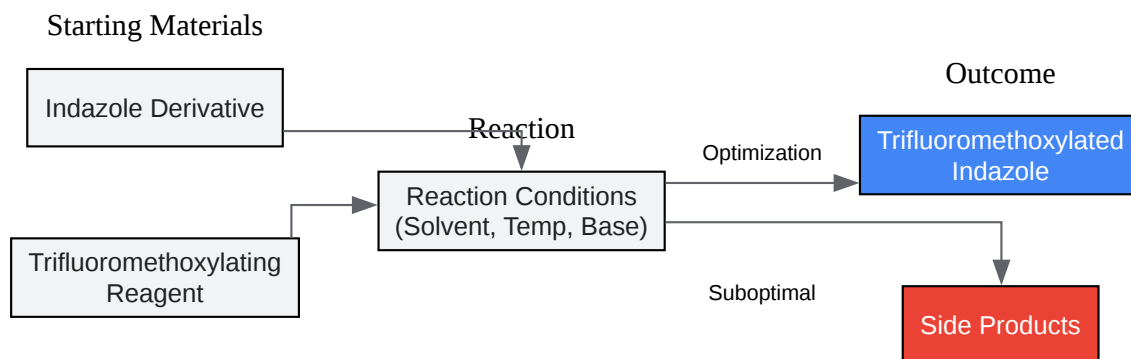 Starting Materials
Indazole Derivative
Trifluoromethoxylating
Reagent
Reaction
Reaction Conditions
(Solvent, Temp, Base)
Optimization
Suboptimal
Outcome
Trifluoromethoxylated
Indazole
Side Products